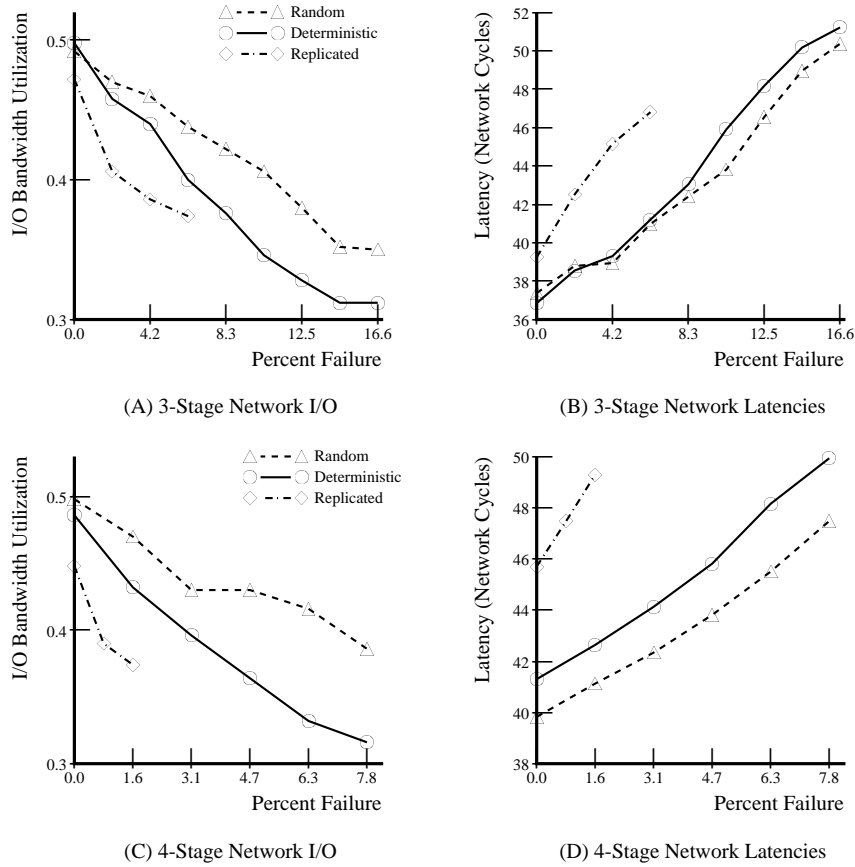 Random
Deterministic
Replicated
I/O Bandwidth Utilization
0.5
0.4
0.3
0.0 4.2 8.3 12.5 16.6
Percent Failure
(A) 3-Stage Network I/O
Latency (Network Cycles)
52
50
48
46
44
42
40
38
36
0.0 4.2 8.3 12.5 16.6
Percent Failure
(B) 3-Stage Network Latencies
Random
Deterministic
Replicated
I/O Bandwidth Utilization
0.5
0.4
0.3
0.0 1.6 3.1 4.7 6.3 7.8
Percent Failure
(C) 4-Stage Network I/O
Latency (Network Cycles)
50
48
46
44
42
40
38
0.0 1.6 3.1 4.7 6.3 7.8
Percent Failure
(D) 4-Stage Network Latencies